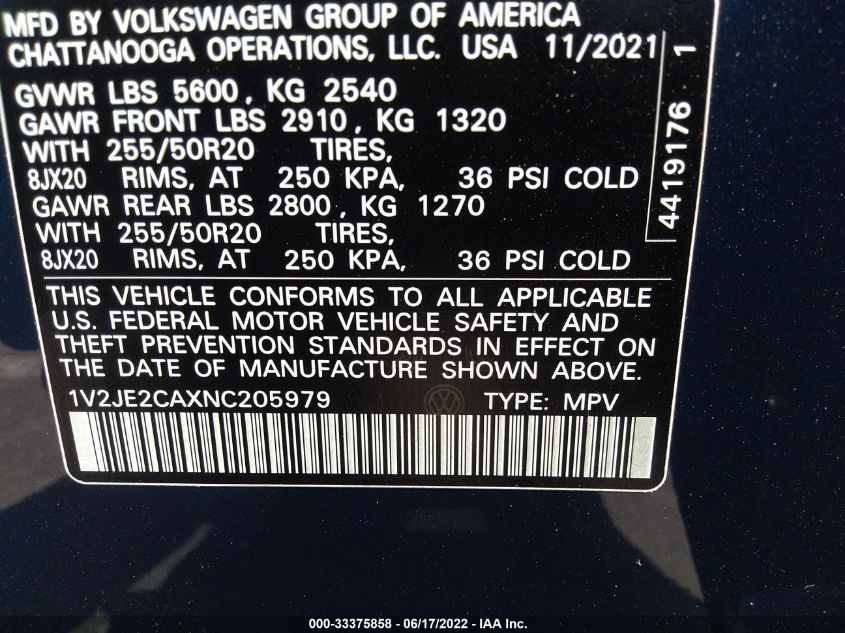 MFD BY VOLKSWAGEN GROUP OF AMERICA
CHATTANOOGA OPERATIONS, LLC. USA 11/2021
GVWR LBS 5600, KG 2540
GAWR FRONT LBS 2910, KG 1320
WITH 255/50R20 TIRES,
8JX20 RIMS, AT 250 KPA, 36 PSI COLD
GAWR REAR LBS 2800, KG 1270
WITH 255/50R20 TIRES,
8JX20 RIMS, AT 250 KPA, 36 PSI COLD
4419176 1
THIS VEHICLE CONFORMS TO ALL APPLICABLE
U.S. FEDERAL MOTOR VEHICLE SAFETY AND
THEFT PREVENTION STANDARDS IN EFFECT ON
THE DATE OF MANUFACTURE SHOWN ABOVE.
1V2JE2CAXNC205979 TYPE: MPV
000-33375858 - 06/17/2022 - IAA Inc.